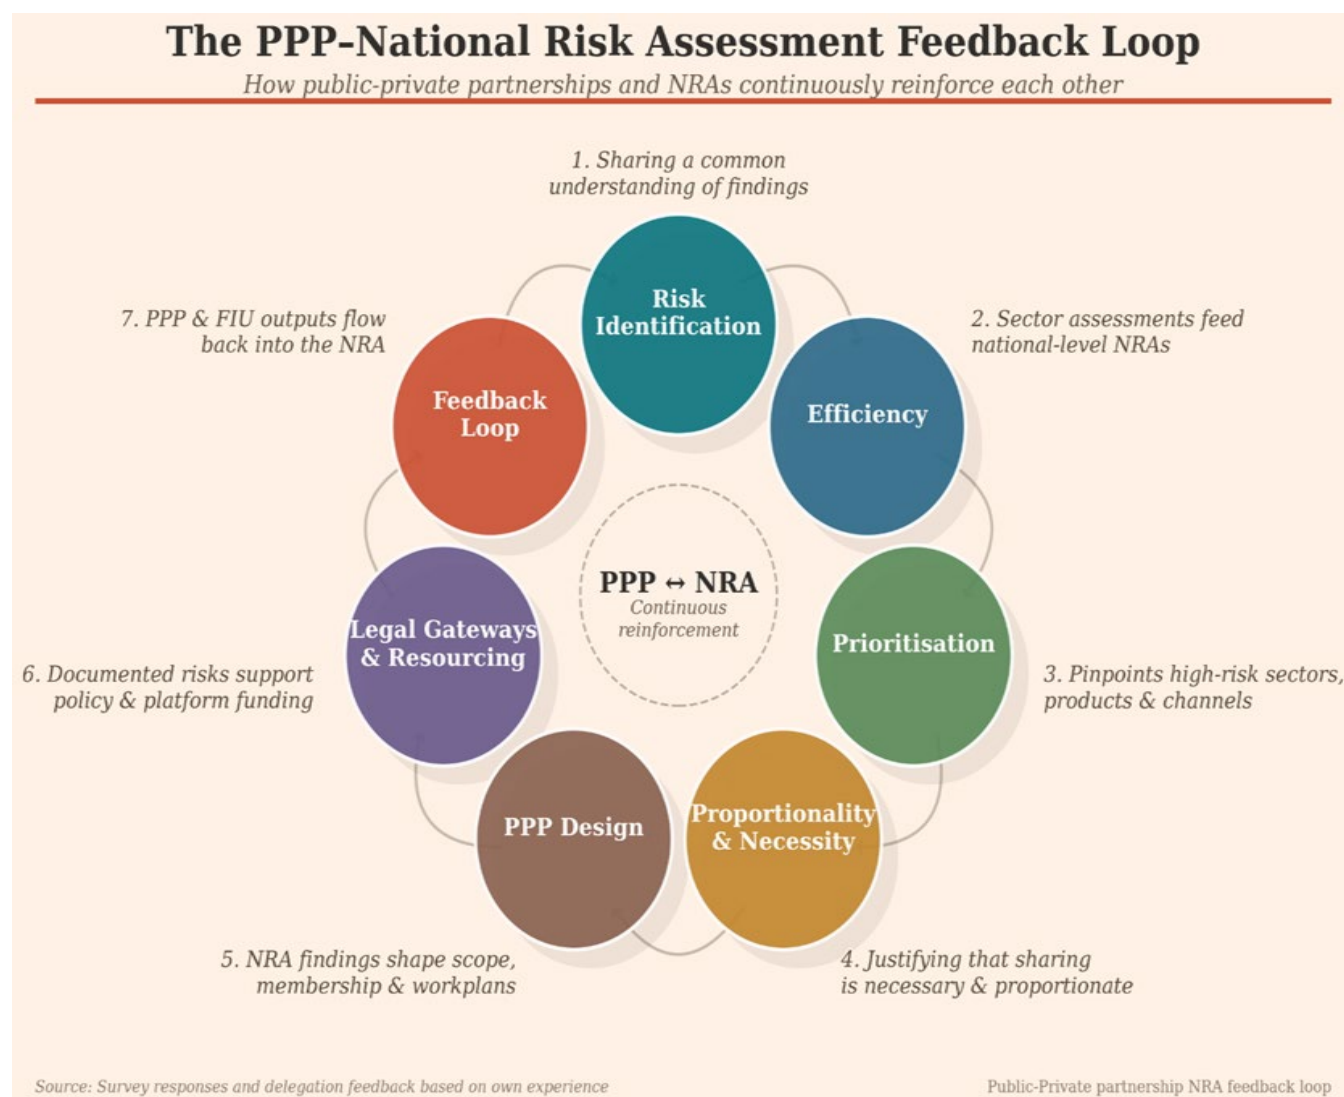 The PPP–National Risk Assessment Feedback Loop
How public-private partnerships and NRAs continuously reinforce each other
1. Sharing a common
understanding of findings
Risk
Identification
2. Sector assessments feed
national-level NRAs
Efficiency
3. Pinpoints high-risk sectors,
products & channels
Prioritisation
4. Justifying that sharing
is necessary & proportionate
Proportionality
& Necessity
5. NRA findings shape scope,
membership & workplans
PPP Design
6. Documented risks support
policy & platform funding
Legal Gateways
& Resourcing
7. PPP & FIU outputs flow
back into the NRA
Feedback
Loop
PPP ↔ NRA
Continuous
reinforcement
Source: Survey responses and delegation feedback based on own experience
Public-Private partnership NRA feedback loop